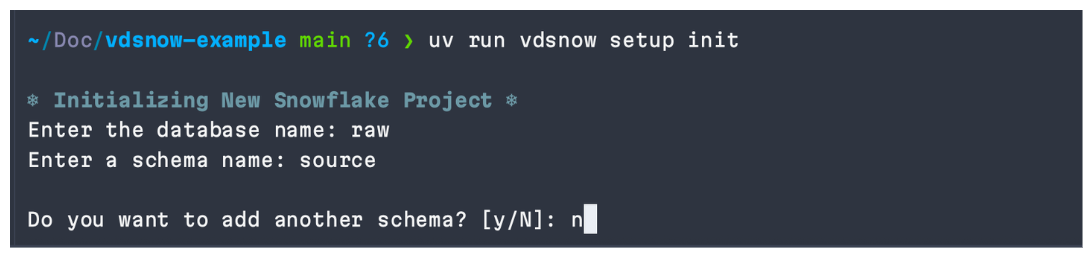 ~/Doc/vdsnow-example main ?6 ❯ uv run vdsnow setup init
❄ Initializing New Snowflake Project ❄
Enter the database name: raw
Enter a schema name: source
Do you want to add another schema? [y/N]: n